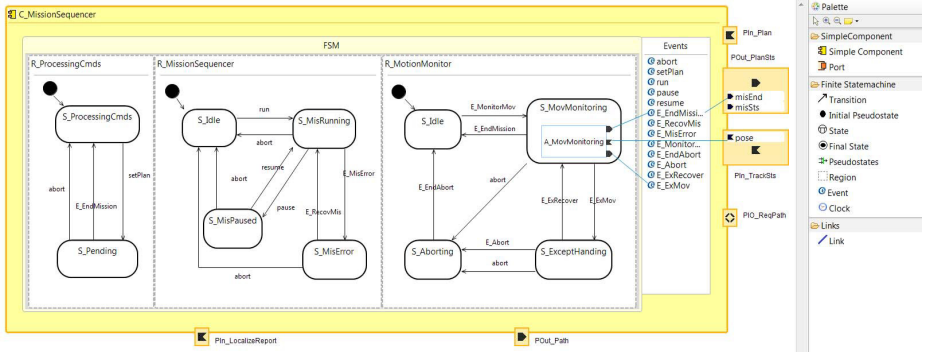 C_MissionSequencer
FSM
R_ProcessingCmds
S_ProcessingCmds
abort
setPlan
E_EndMission
S_Pending
R_MissionSequencer
S_Idle
run
S_MisRunning
abort
resume
E_MisError
abort
pause
E_RecovMis
S_MisPaused
S_MisError
abort
R_MotionMonitor
S_Idle
E_MonitorMov
E_EndMission
S_MovMonitoring
A_MovMonitoring
abort
E_EndAbort
E_ExRecover
E_ExMov
S_Aborting
E_Abort
abort
S_ExceptHanding
Events
abort
setPlan
run
pause
resume
E_EndMissi...
E_RecovMis
E_MisError
E_Monitor...
E_EndAbort
E_Abort
E_ExRecover
E_ExMov
PIn_Plan
POut_PlanSts
misEnd
misSts
pose
PIn_TrackSts
PIO_ReqPath
PIn_LocalizeReport
POut_Path
Palette
SimpleComponent
Simple Component
Port
Finite Statemachine
Transition
Initial Pseudostate
State
Final State
Pseudostates
Region
Event
Clock
Links
Link